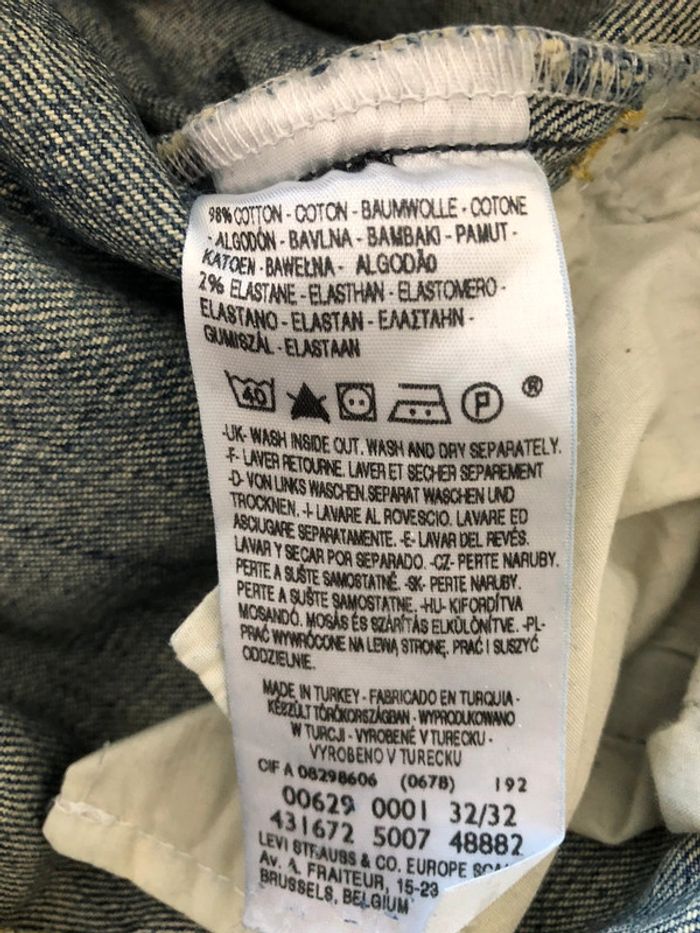 98% COTTON - COTON - BAUMWOLLE - COTONE
- ALGODÓN - BAVLNA - BAMBAKI - PAMUT -
KATOEN - BAWEŁNA - ALGODÃO
2% ELASTANE - ELASTHAN - ELASTOMERO -
ELASTANO - ELASTAN - ΕΛΑΣΤΑΗΝ -
GUMISZÁL - ELASTAAN
40 P ®
-UK- WASH INSIDE OUT. WASH AND DRY SEPARATELY.
-F- LAVER RETOURNE. LAVER ET SECHER SEPAREMENT
-D- VON LINKS WASCHEN. SEPARAT WASCHEN UND
TROCKNEN. -I- LAVARE AL ROVESCIO. LAVARE ED
ASCIUGARE SEPARATAMENTE. -E- LAVAR DEL REVÉS.
LAVAR Y SECAR POR SEPARADO. -CZ- PERTE NARUBY.
PERTE A SUŠTE SAMOSTATNĚ. -SK- PERTE NARUBY.
PERTE A SUŠTE SAMOSTATNE. -HU- KIFORDÍTVA
MOSANDÓ. MOSÁS ÉS SZÁRÍTÁS ELKÜLÖNÍTVE. -PL-
PRAĆ WYWRÓCONE NA LEWĄ STRONĘ. PRAĆ I SUSZYĆ
ODDZIELNIE.
MADE IN TURKEY - FABRICADO EN TURQUIA -
KÉSZÜLT TÖRÖKORSZÁGBAN - WYPRODUKOWANO
W TURCJI - VYROBENÉ V TURECKU -
VYROBENO V TURECKU
CIF A 08298606 (0678) 192
00629 0001 32/32
431672 5007 48882
LEVI STRAUSS & CO. EUROPE
Av. A. FRAITEUR, 15-23
BRUSSELS, BELGIUM